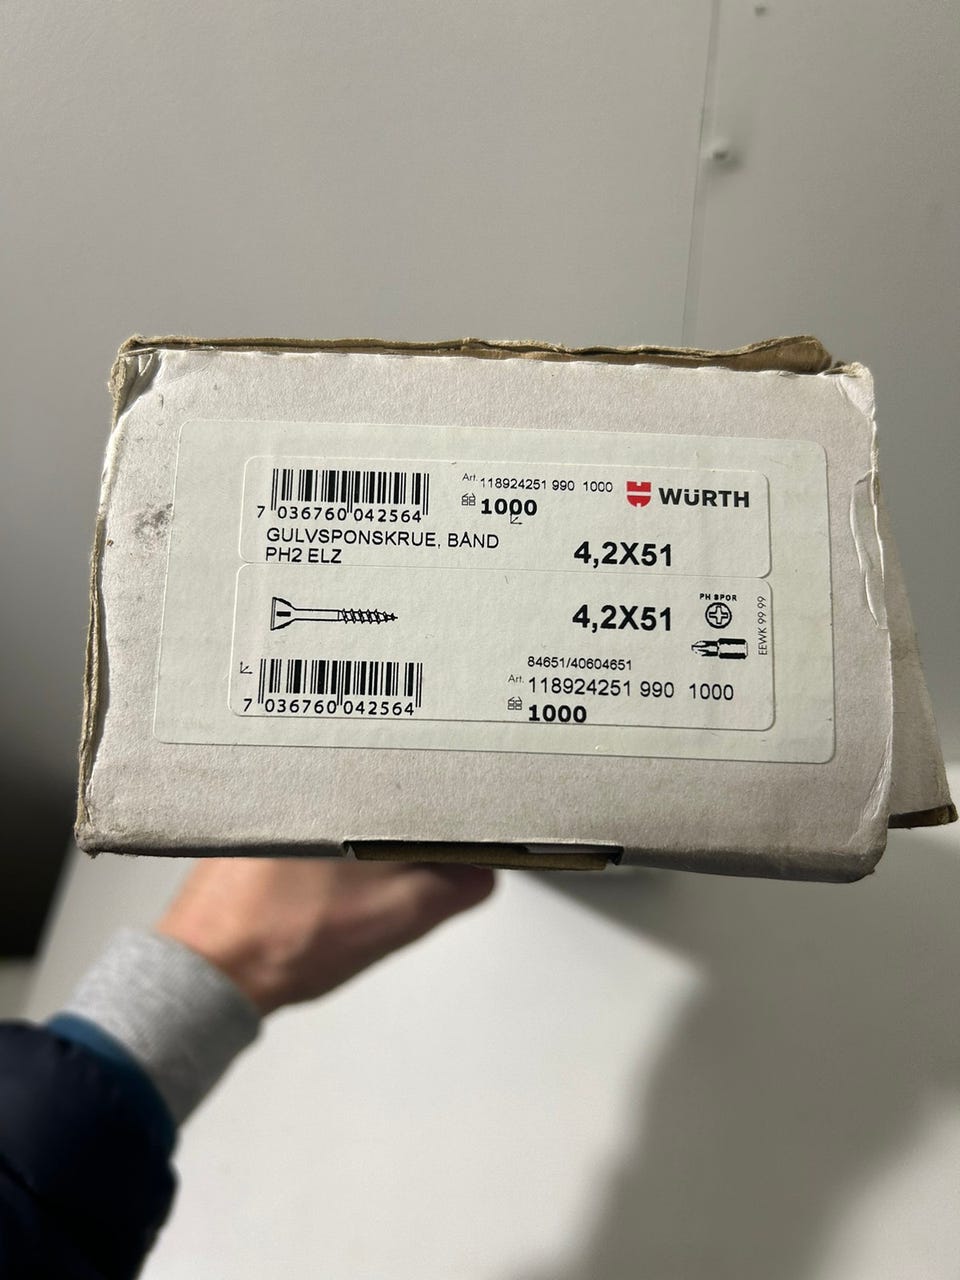 Art. 118924251 990 1000
WÜRTH
1000
7 036760 042564
GULVSPONSKRUE, BÅND
PH2 ELZ
4,2X51
4,2X51
PH SPOR
EEWK 99 99
84651/40604651
Art. 118924251 990 1000
1000
7 036760 042564